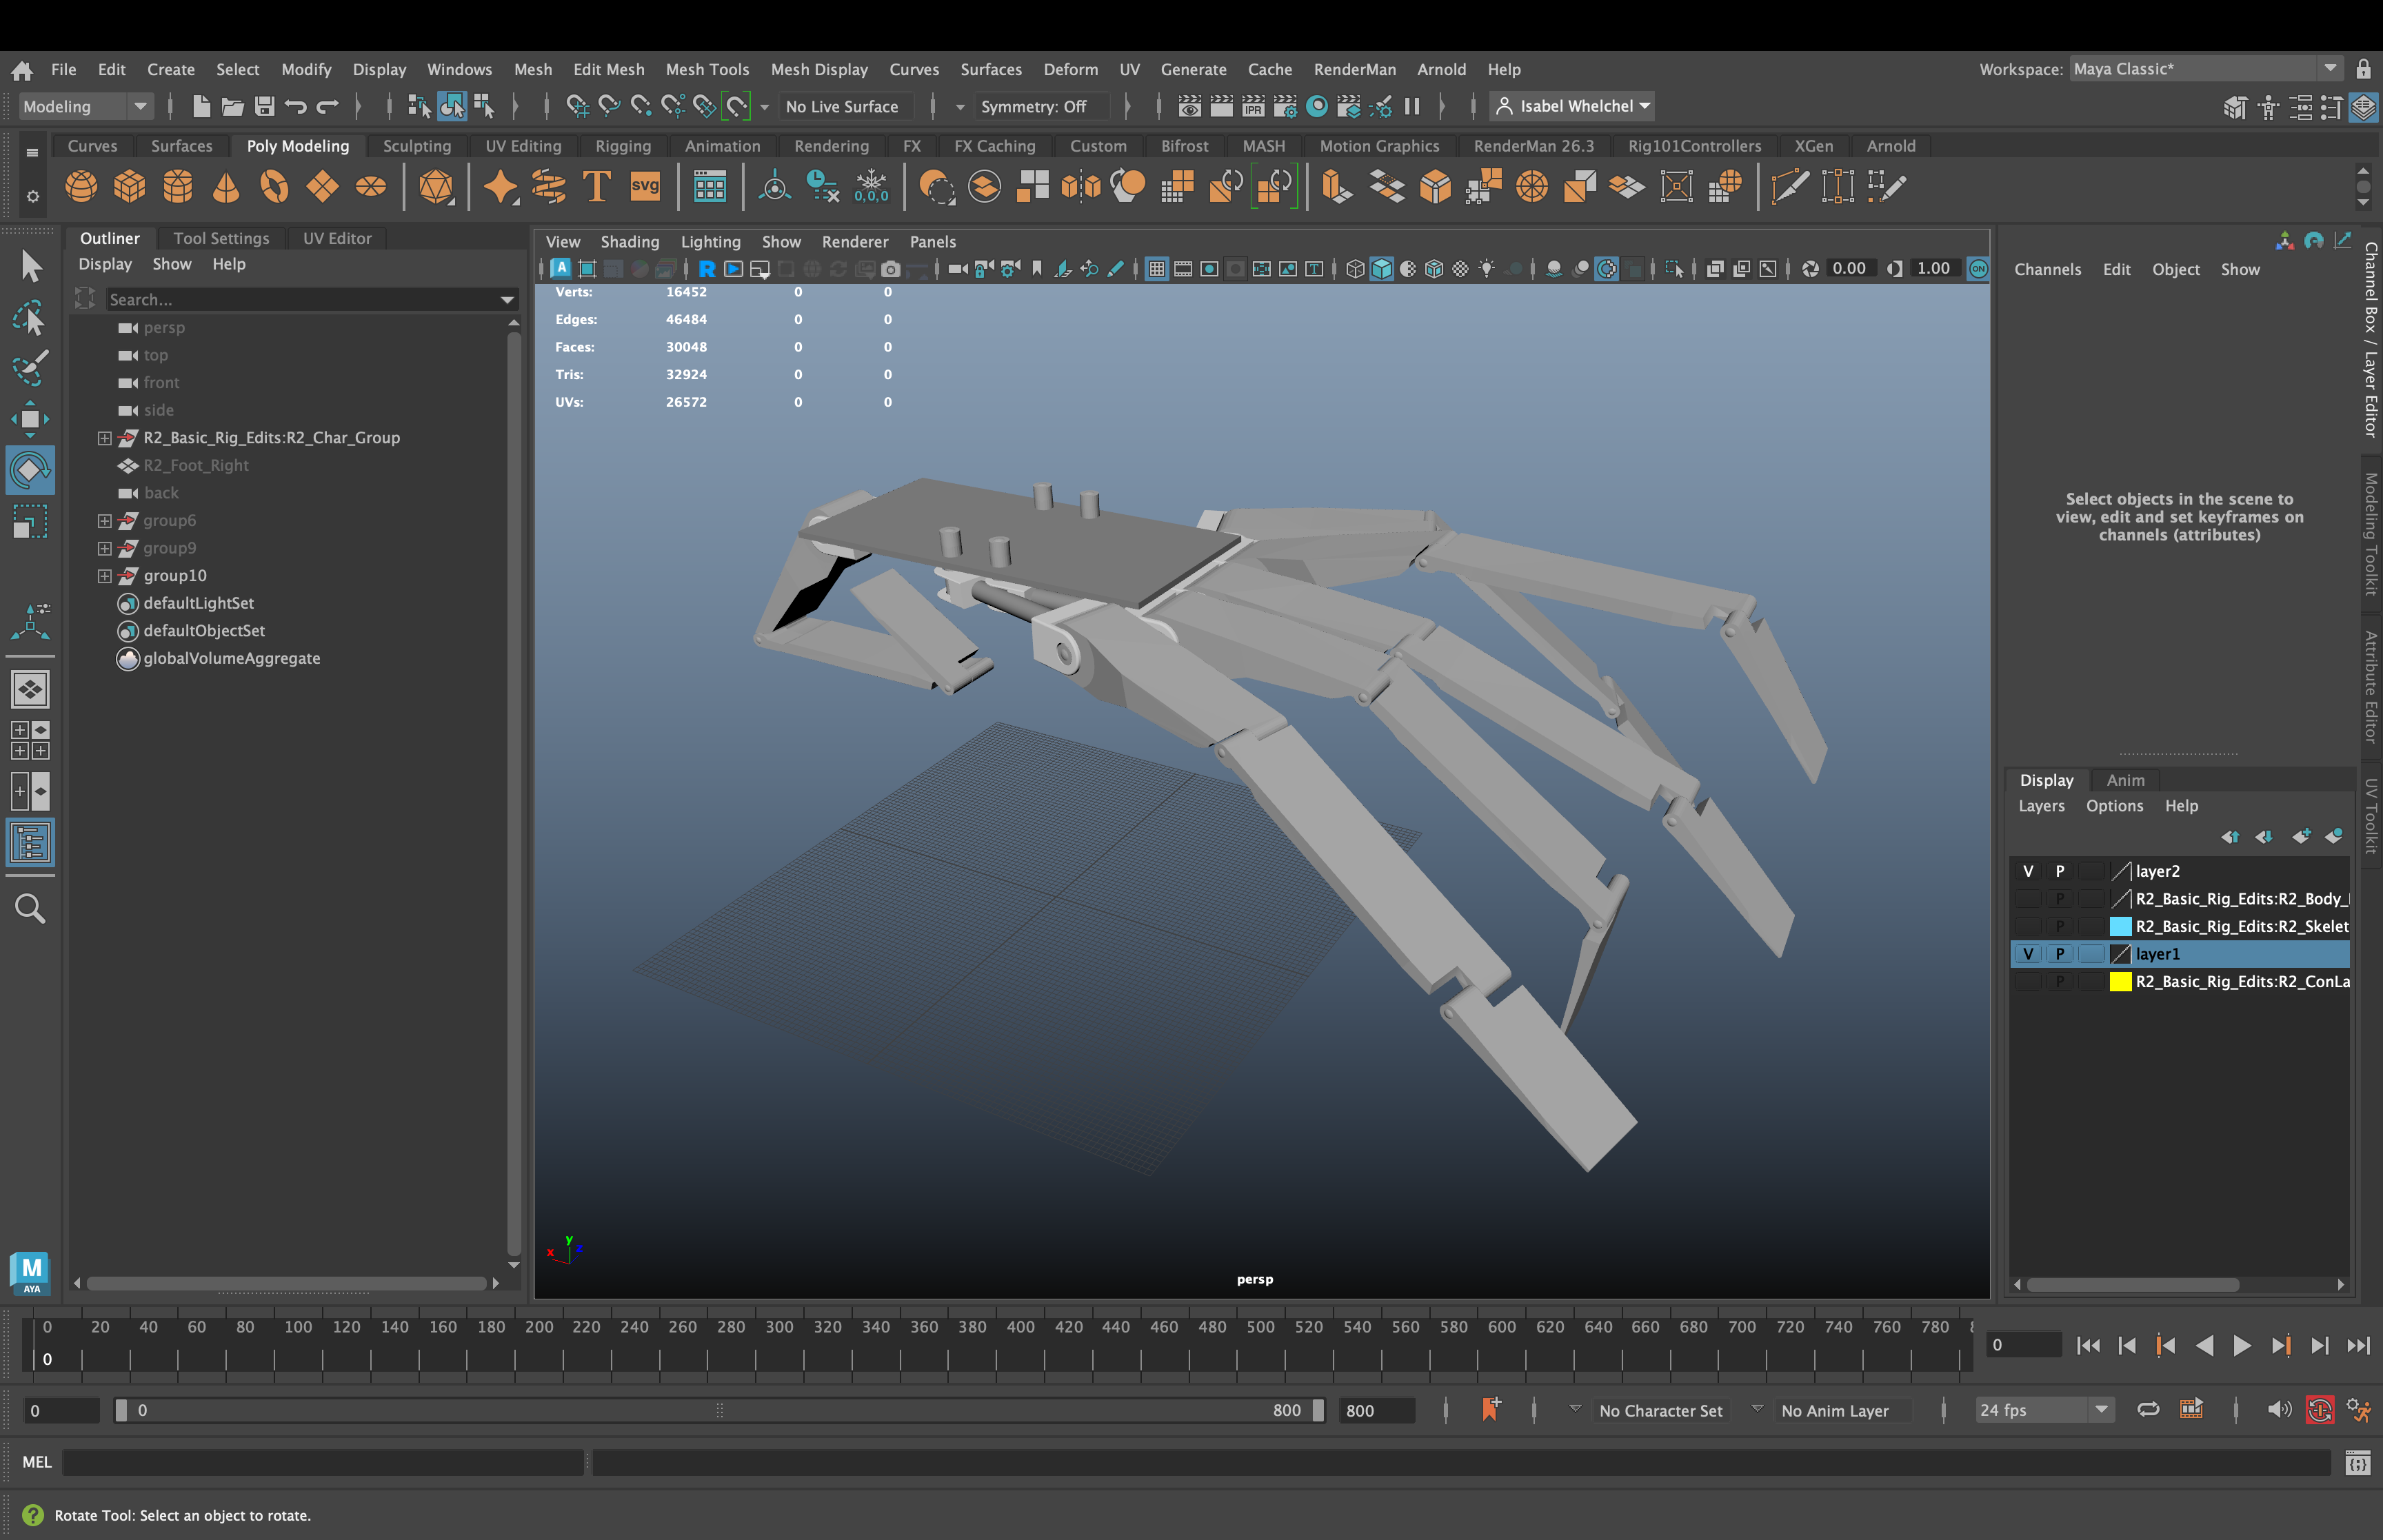 File Edit Create Select Modify Display Windows Mesh Edit Mesh Mesh Tools Mesh Display Curves Surfaces Deform UV Generate Cache RenderMan Arnold Help Workspace: Maya Classic*
Modeling No Live Surface Symmetry: Off IPR Isabel Whelchel
Curves Surfaces Poly Modeling Sculpting UV Editing Rigging Animation Rendering FX FX Caching Custom Bifrost MASH Motion Graphics RenderMan 26.3 Rig101Controllers XGen Arnold
T svg 0,0,0
Outliner Tool Settings UV Editor
Display Show Help
Search...
persp
top
front
side
R2_Basic_Rig_Edits:R2_Char_Group
R2_Foot_Right
back
group6
group9
group10
defaultLightSet
defaultObjectSet
globalVolumeAggregate
View Shading Lighting Show Renderer Panels
A R T 0.00 1.00 ON
Verts: 16452 0 0
Edges: 46484 0 0
Faces: 30048 0 0
Tris: 32924 0 0
UVs: 26572 0 0
y
x
z
persp
Channels Edit Object Show
Select objects in the scene to
view, edit and set keyframes on
channels (attributes)
Channel Box / Layer Editor
Modeling Toolkit
Attribute Editor
UV Toolkit
Display Anim
Layers Options Help
V P layer2
P R2_Basic_Rig_Edits:R2_Body_
P R2_Basic_Rig_Edits:R2_Skelet
V P layer1
P R2_Basic_Rig_Edits:R2_ConLa
M
AYA
0 20 40 60 80 100 120 140 160 180 200 220 240 260 280 300 320 340 360 380 400 420 440 460 480 500 520 540 560 580 600 620 640 660 680 700 720 740 760 780
0 0
0 0 800 800 No Character Set No Anim Layer 24 fps
MEL
Rotate Tool: Select an object to rotate.